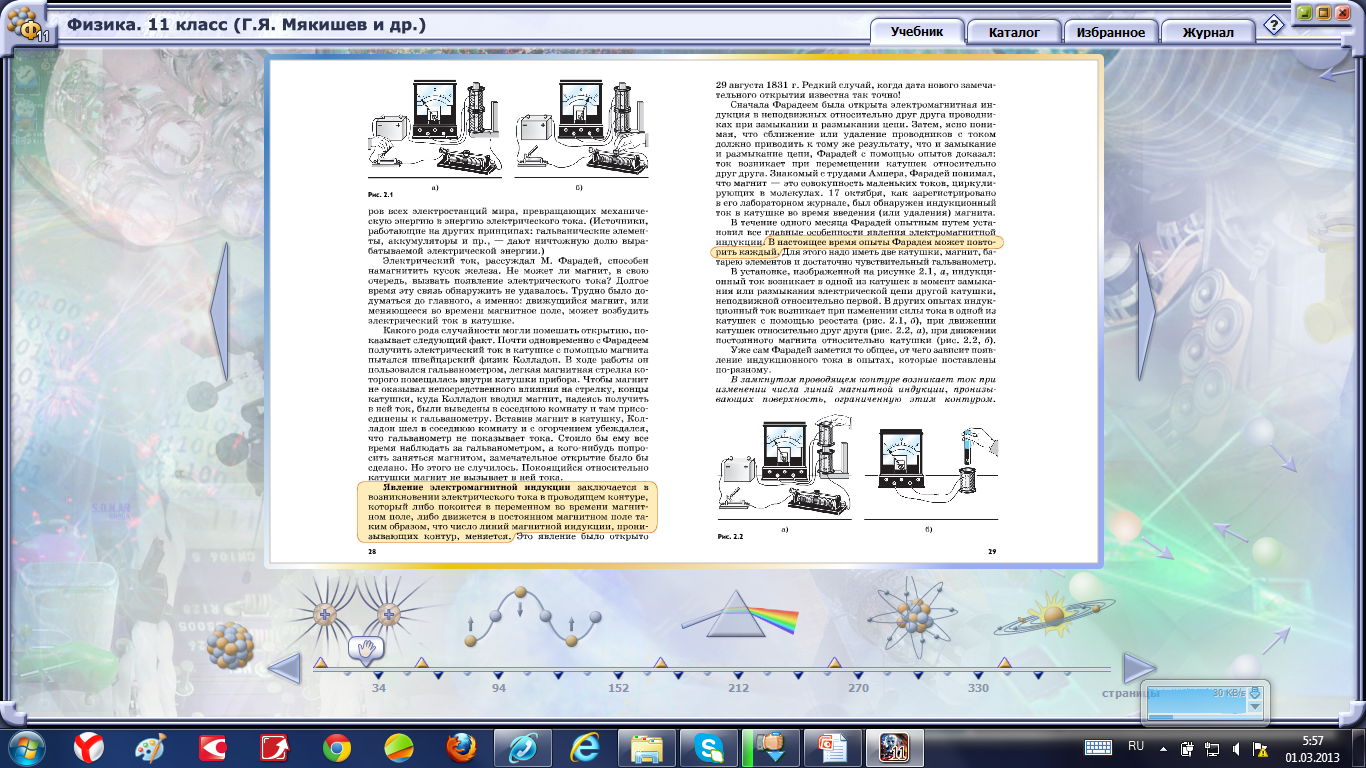 Физика. 11 класс (Г.Я. Мякишев и др.)
Ф
11
Учебник
Каталог
Избранное
Журнал
?
а)
б)
Рис. 2.1
ров всех электростанций мира, превращающих механиче-
скую энергию в энергию электрического тока. (Источники,
работающие на других принципах: гальванические элемен-
ты, аккумуляторы и пр., — дают ничтожную долю выра-
батываемой электрической энергии.)
Электрический ток, рассуждал М. Фарадей, способен
намагнитить кусок железа. Не может ли магнит, в свою
очередь, вызвать появление электрического тока? Долгое
время эту связь обнаружить не удавалось. Трудно было до-
думаться до главного, а именно: движущийся магнит, или
меняющееся во времени магнитное поле, может возбудить
электрический ток в катушке.
Какого рода случайности могли помешать открытию, по-
казывает следующий факт. Почти одновременно с Фарадеем
получить электрический ток в катушке с помощью магнита
пытался швейцарский физик Колладон. В ходе работы он
пользовался гальванометром, легкая магнитная стрелка ко-
торого помещалась внутри катушки прибора. Чтобы магнит
не оказывал непосредственного влияния на стрелку, концы
катушки, куда Колладон вводил магнит, надеясь получить
в ней ток, были выведены в соседнюю комнату и там присо-
единены к гальванометру. Вставив магнит в катушку, Кол-
ладон шел в соседнюю комнату и с огорчением убеждался,
что гальванометр не показывает тока. Стоило бы ему все
время наблюдать за гальванометром, а кого-нибудь попро-
сить заняться магнитом, замечательное открытие было бы
сделано. Но этого не случилось. Покоящийся относительно
катушки магнит не вызывает в ней тока.
Явление электромагнитной индукции заключается в
возникновении электрического тока в проводящем контуре,
который либо покоится в переменном во времени магнит-
ном поле, либо движется в постоянном магнитном поле та-
ким образом, что число линий магнитной индукции, прони-
зывающих контур, меняется. Это явление было открыто
28
29 августа 1831 г. Редкий случай, когда дата нового замеча-
тельного открытия известна так точно!
Сначала Фарадеем была открыта электромагнитная ин-
дукция в неподвижных относительно друг друга проводни-
ках при замыкании и размыкании цепи. Затем, ясно пони-
мая, что сближение или удаление проводников с током
должно приводить к тому же результату, что и замыкание
и размыкание цепи, Фарадей с помощью опытов доказал:
ток возникает при перемещении катушек относительно
друг друга. Знакомый с трудами Ампера, Фарадей понимал,
что магнит — это совокупность маленьких токов, циркули-
рующих в молекулах. 17 октября, как зарегистрировано
в его лабораторном журнале, был обнаружен индукционный
ток в катушке во время введения (или удаления) магнита.
В течение одного месяца Фарадей опытным путем уста-
новил все главные особенности явления электромагнитной
индукции. В настоящее время опыты Фарадея может повто-
рить каждый. Для этого надо иметь две катушки, магнит, ба-
тарею элементов и достаточно чувствительный гальванометр.
В установке, изображенной на рисунке 2.1, а, индукци-
онный ток возникает в одной из катушек в момент замыка-
ния или размыкания электрической цепи другой катушки,
неподвижной относительно первой. В других опытах индук-
ционный ток возникает при изменении силы тока в одной из
катушек с помощью реостата (рис. 2.1, б), при движении
катушек относительно друг друга (рис. 2.2, а), при движении
постоянного магнита относительно катушки (рис. 2.2, б).
Уже сам Фарадей заметил то общее, от чего зависит появ-
ление индукционного тока в опытах, которые поставлены
по-разному.
В замкнутом проводящем контуре возникает ток при
изменении числа линий магнитной индукции, пронизы-
вающих поверхность, ограниченную этим контуром.
а)
б)
Рис. 2.2
29
34
94
152
212
270
330
страницы
30 KB/s
RU
5:57
01.03.2013